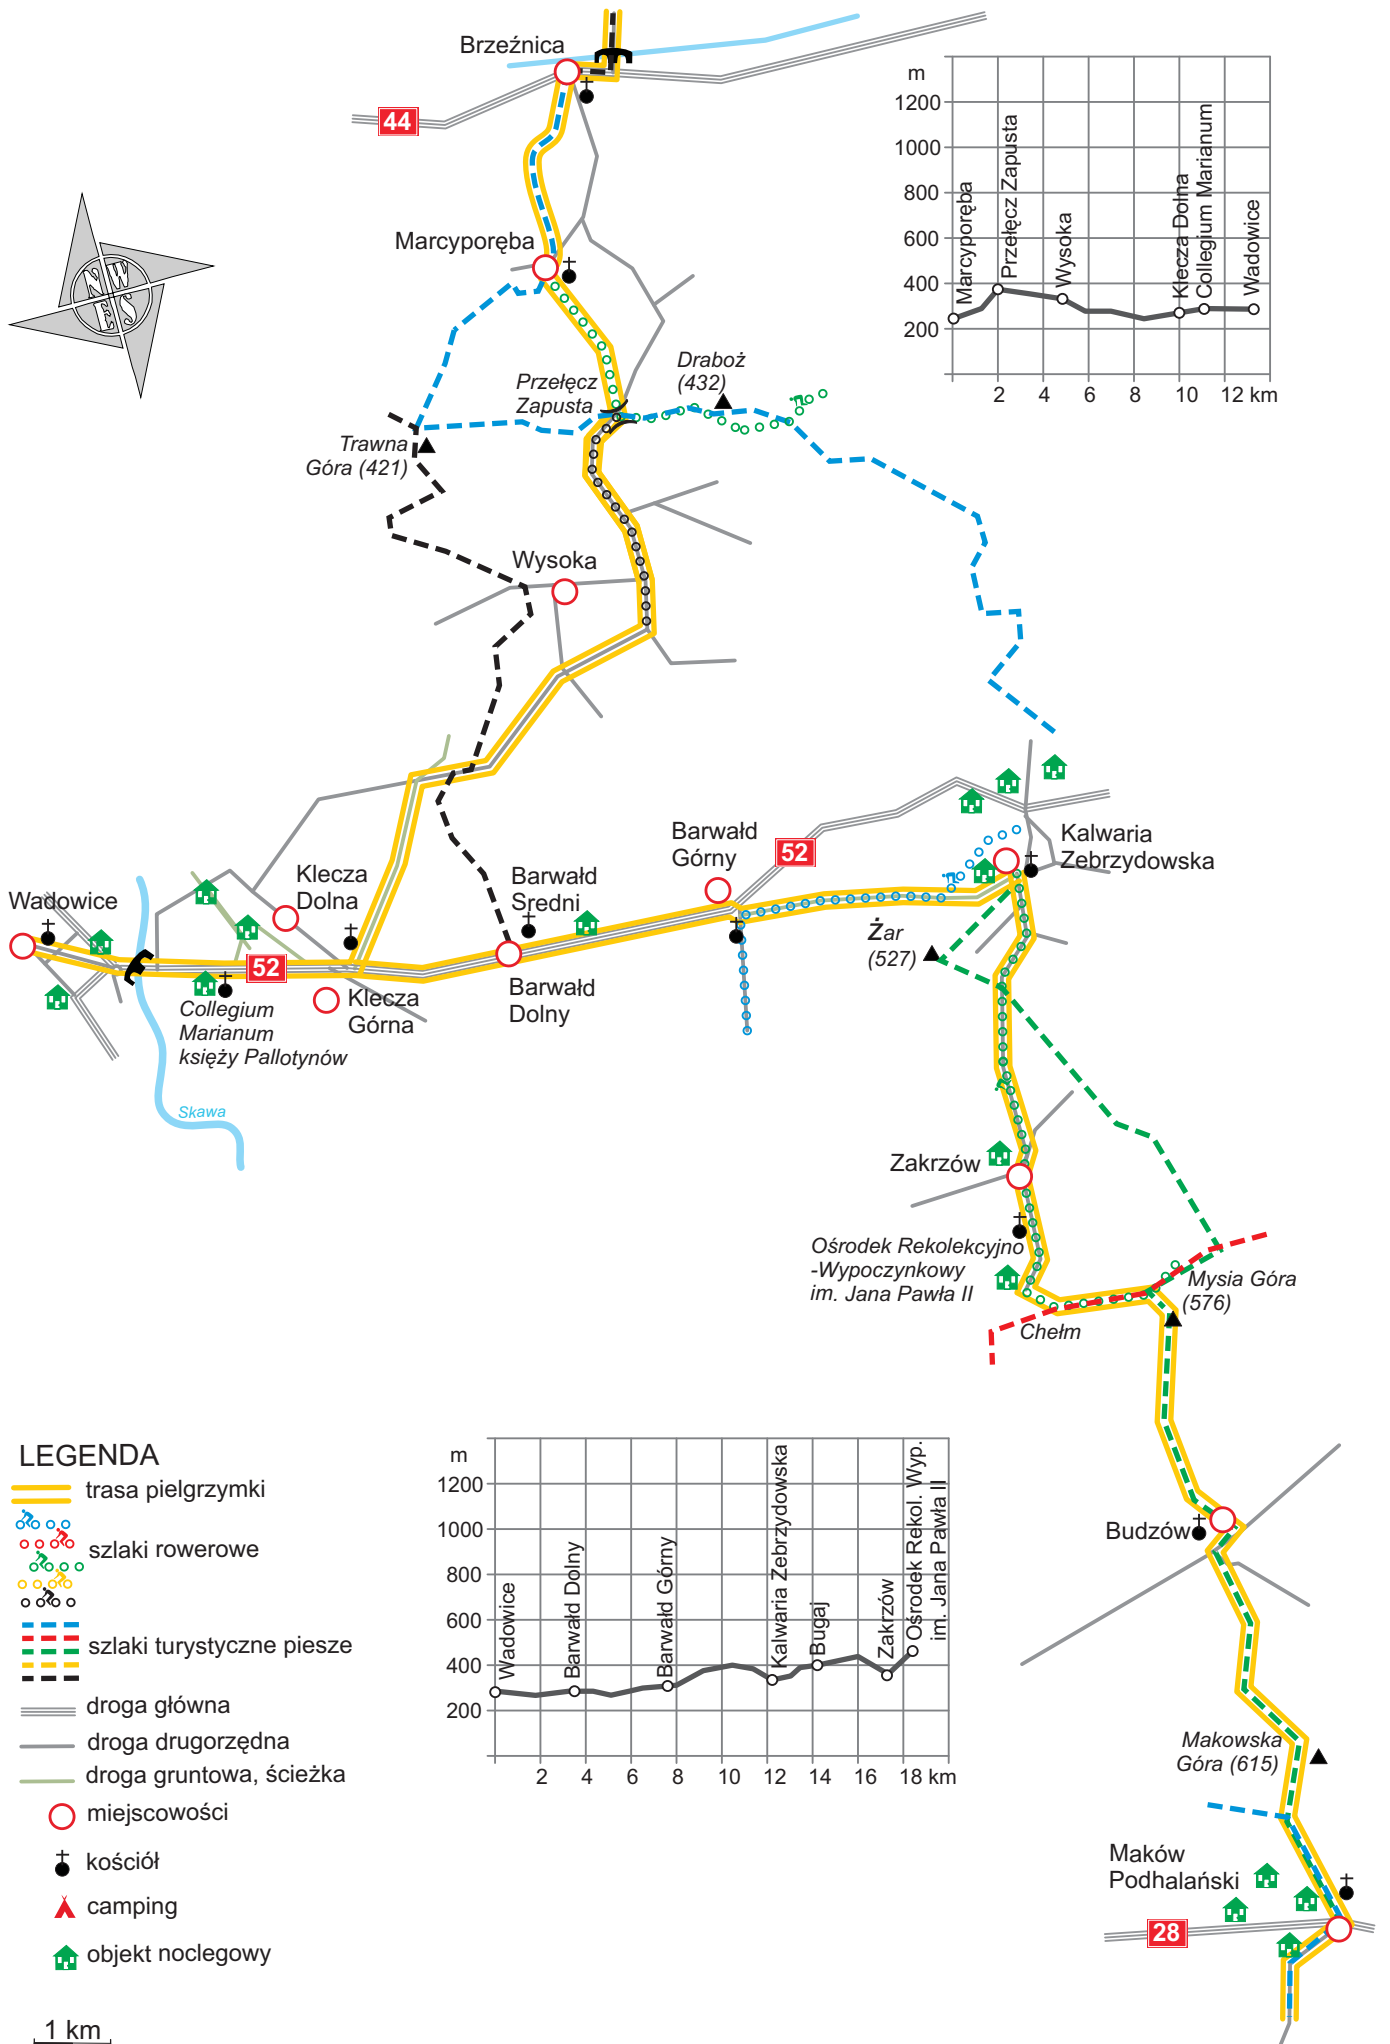 Brzeźnica
44
Marcyporęba
Przełęcz
Zapusta
Draboż
(432)
Trawna
Góra (421)
Wysoka
m
1200
1000
800
600
400
200
2
4
6
8
10
12 km
Marcyporęba
Przełęcz Zapusta
Wysoka
Klecza Dolna
Collegium Marianum
Wadowice
N
W
S
E
Barwałd
Górny
52
Kalwaria
Zebrzydowska
Wadowice
Klecza
Dolna
Barwałd
Sredni
Żar
(527)
52
Collegium
Marianum
księży Pallotynów
Klecza
Górna
Barwałd
Dolny
Skawa
Zakrzów
Ośrodek Rekolekcyjno
-Wypoczynkowy
im. Jana Pawła II
Mysia Góra
(576)
Chełm
Budzów
Makowska
Góra (615)
Maków
Podhalański
28
LEGENDA
trasa pielgrzymki
szlaki rowerowe
szlaki turystyczne piesze
droga główna
droga drugorzędna
droga gruntowa, ścieżka
miejscowości
kościół
camping
objekt noclegowy
1 km
m
1200
1000
800
600
400
200
2
4
6
8
10
12
14
16
18 km
Wadowice
Barwałd Dolny
Barwałd Górny
Kalwaria Zebrzydowska
Bugaj
Zakrzów
Ośrodek Rekol. Wyp.
im. Jana Pawła II